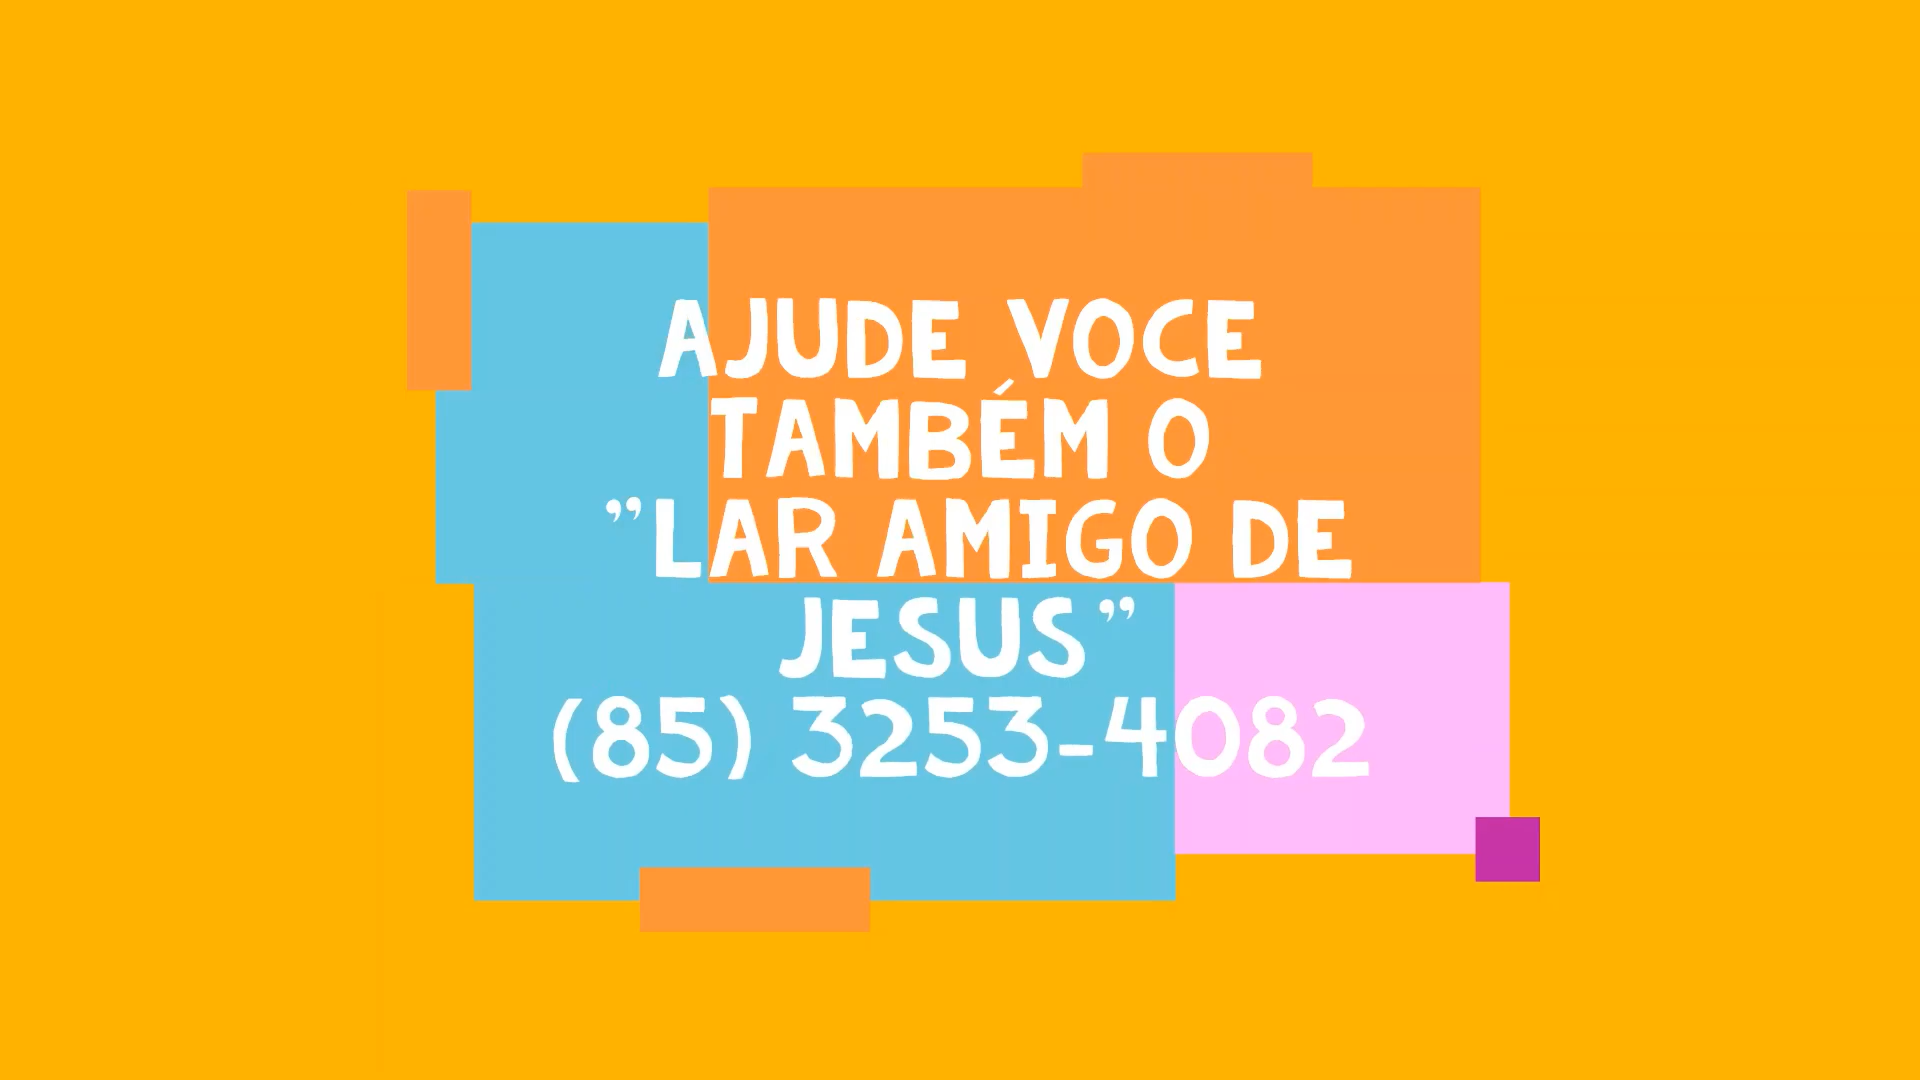 AJUDE VOCE
TAMBÉM O
"LAR AMIGO DE
JESUS"
(85) 3253-4082